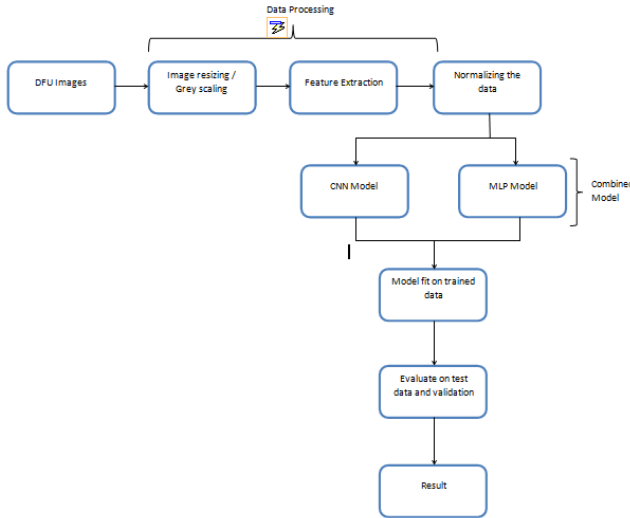 Data Processing
DFU Images
Image resizing /
Grey scaling
Feature Extraction
Normalizing the
data
CNN Model
MLP Model
Combined
Model
Model fit on trained
data
Evaluate on test
data and validation
Result